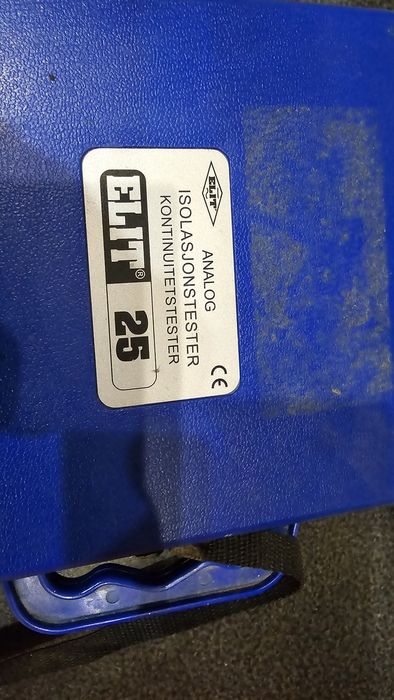 ELIT
ANALOG
ISOLASJONSTESTER
KONTINUITETSTESTER
CE
ELIT® 25